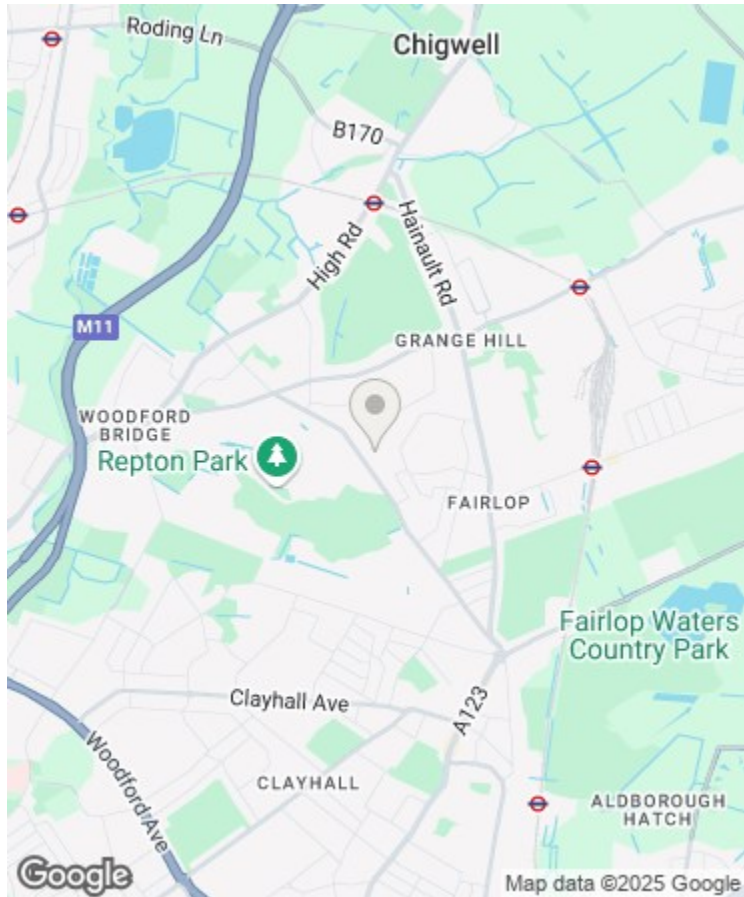 Roding Ln
Chigwell
B170
High Rd
Hainault Rd
M11
GRANGE HILL
WOODFORD
BRIDGE
Repton Park
FAIRLOP
Fairlop Waters
Country Park
Clayhall Ave
A123
Woodford Ave
CLAYHALL
ALDBOROUGH
HATCH
Google
Map data ©2025 Google